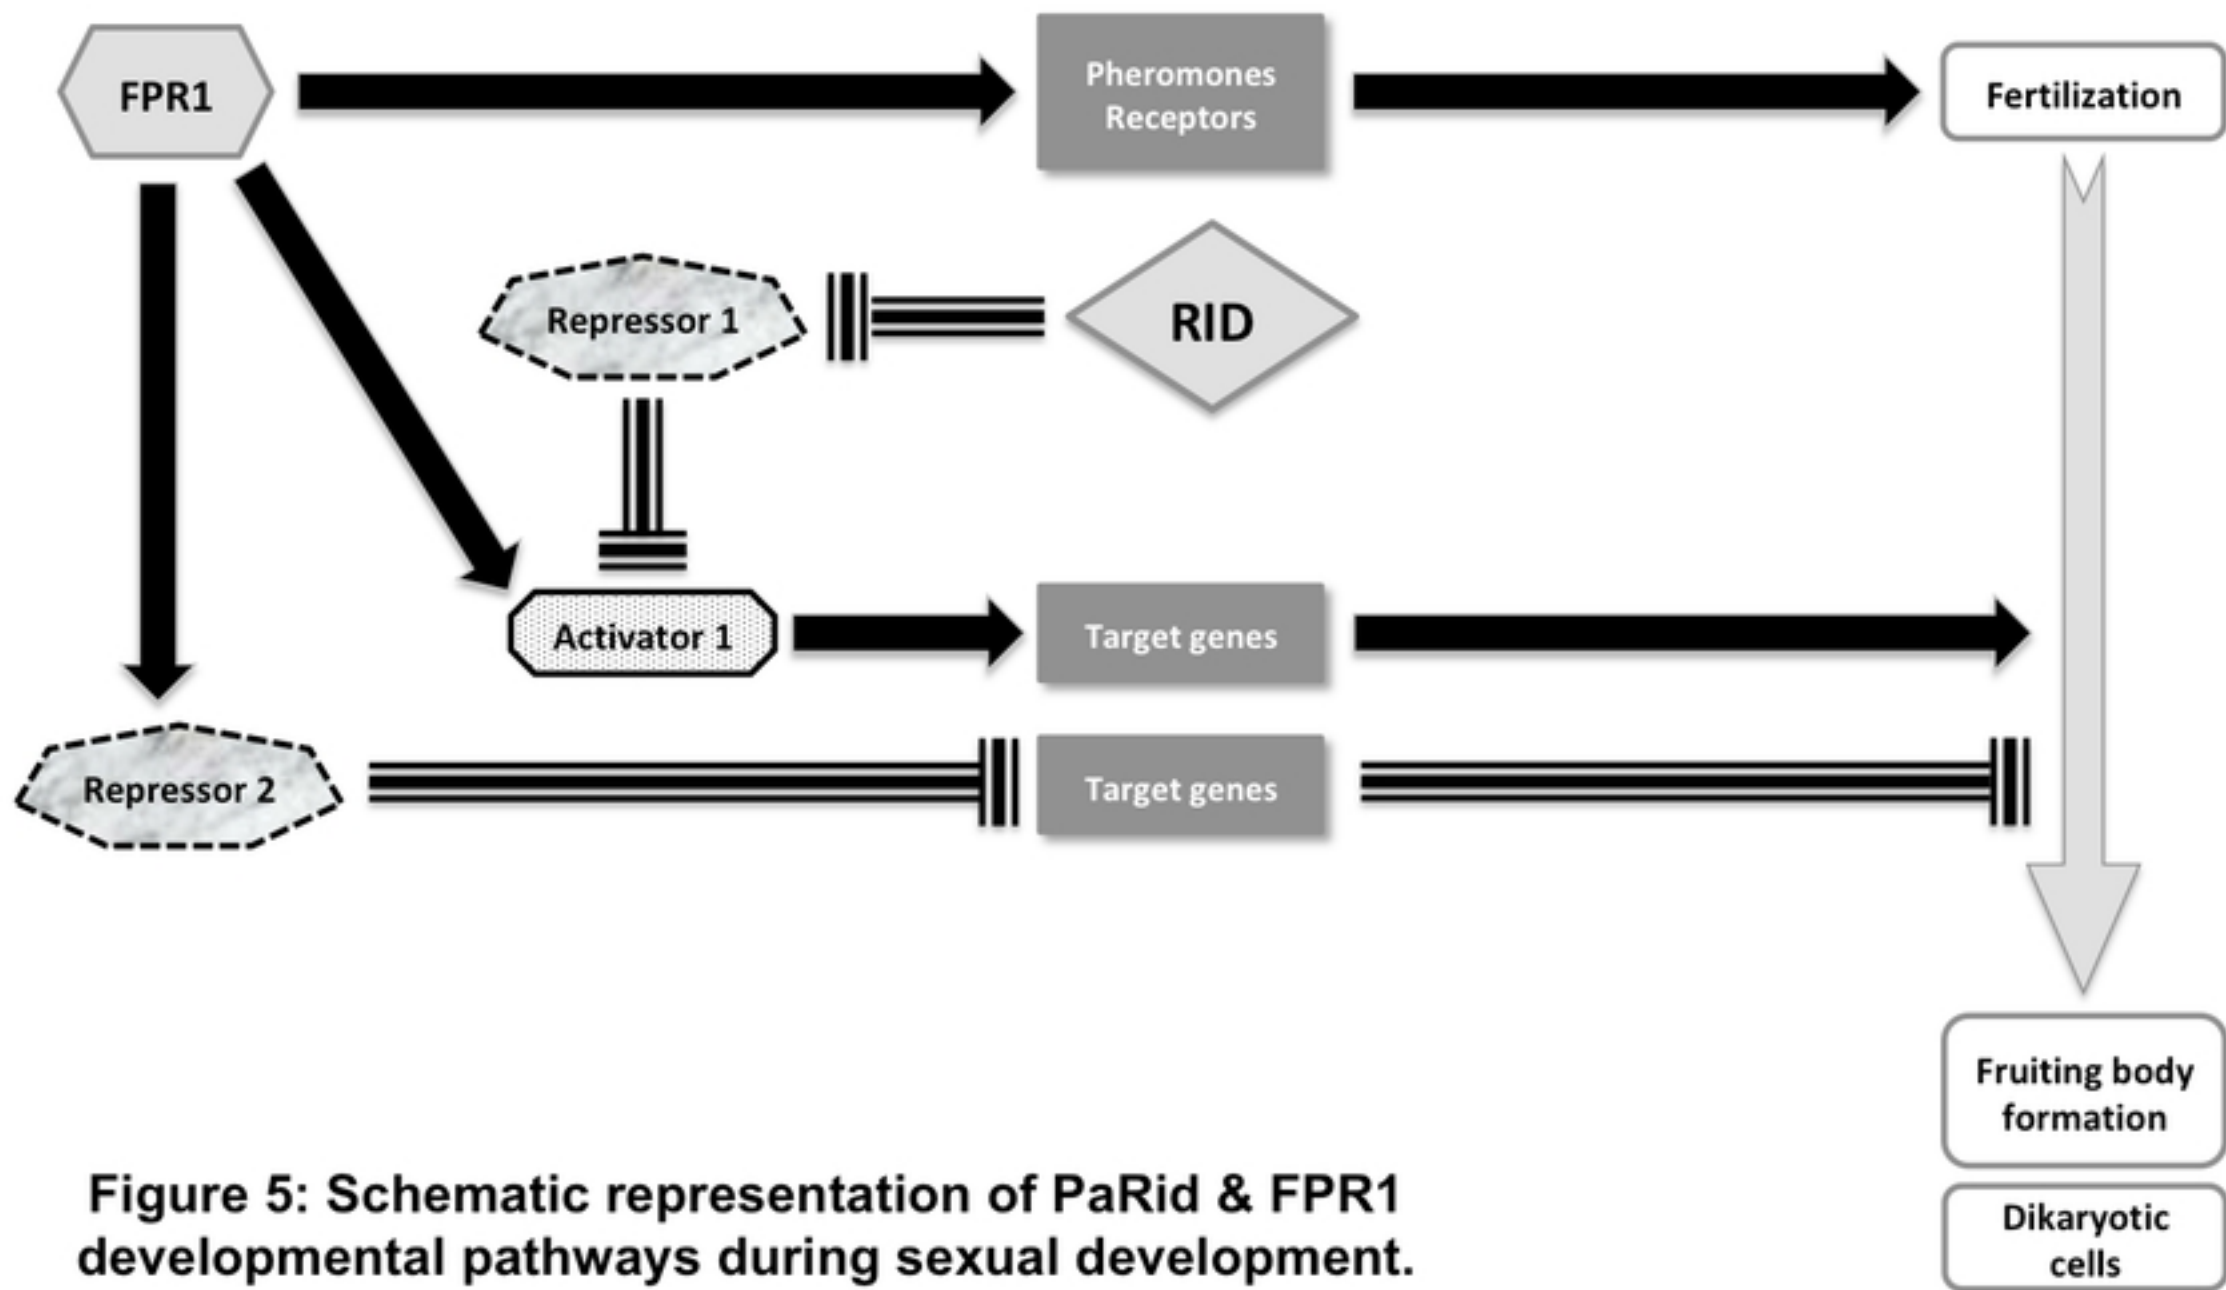 FPR1
Pheromones
Receptors
Fertilization
Repressor 1
RID
Activator 1
Target genes
Repressor 2
Target genes
Fruiting body
formation
Dikaryotic
cells
Figure 5: Schematic representation of PaRid & FPR1
developmental pathways during sexual development.